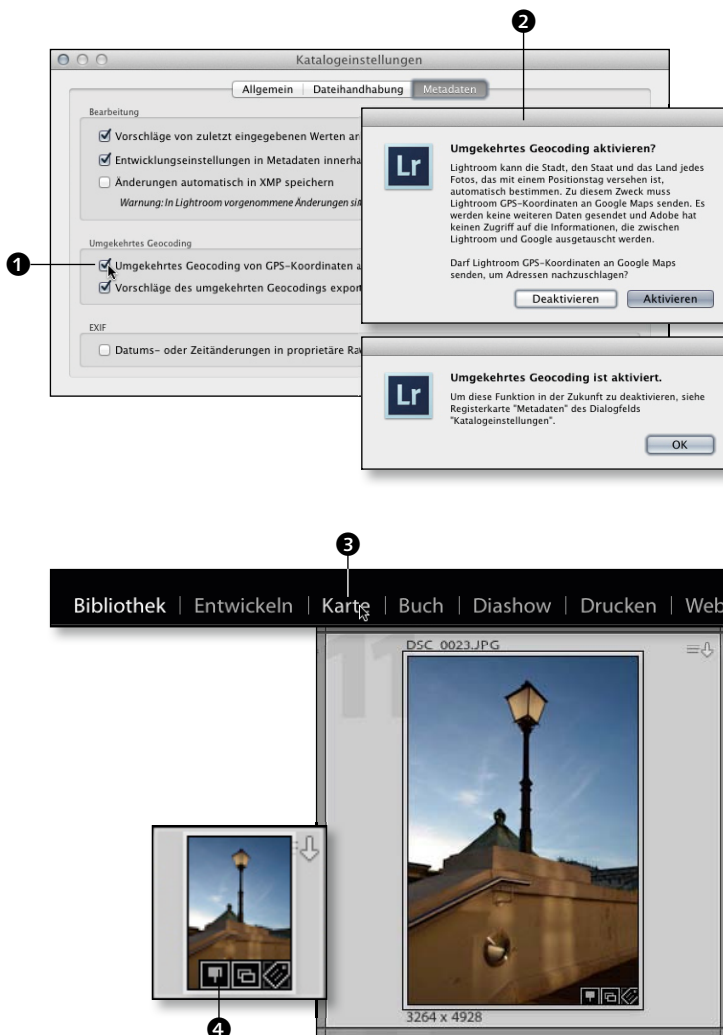 2
Katalogeinstellungen
Allgemein Dateihandhabung Metadaten
Bearbeitung
Vorschläge von zuletzt eingegebenen Werten
Entwicklungseinstellungen in Metadaten
Änderungen automatisch in XMP speichern
Warnung: In Lightroom vorgenommene Änderungen
Umgekehrtes Geocoding
1
Umgekehrtes Geocoding von GPS-Koordinaten
Vorschläge des umgekehrten Geocodings
EXIF
Datums- oder Zeitänderungen in proprietäre
Lr
Umgekehrtes Geocoding aktivieren?
Lightroom kann die Stadt, den Staat und das Land jedes
Fotos, das mit einem Positionstag versehen ist,
automatisch bestimmen. Zu diesem Zweck muss
Lightroom GPS-Koordinaten an Google Maps senden. Es
werden keine weiteren Daten gesendet und Adobe hat
keinen Zugriff auf die Informationen, die zwischen
Lightroom und Google ausgetauscht werden.
Darf Lightroom GPS-Koordinaten an Google Maps
senden, um Adressen nachzuschlagen?
Deaktivieren Aktivieren
Lr
Umgekehrtes Geocoding ist aktiviert.
Um diese Funktion in der Zukunft zu deaktivieren, siehe
Registerkarte "Metadaten" des Dialogfelds
"Katalogeinstellungen".
OK
3
Bibliothek | Entwickeln | Karte | Buch | Diashow | Drucken | Web
11
DSC_0023.JPG
3264 x 4928
4